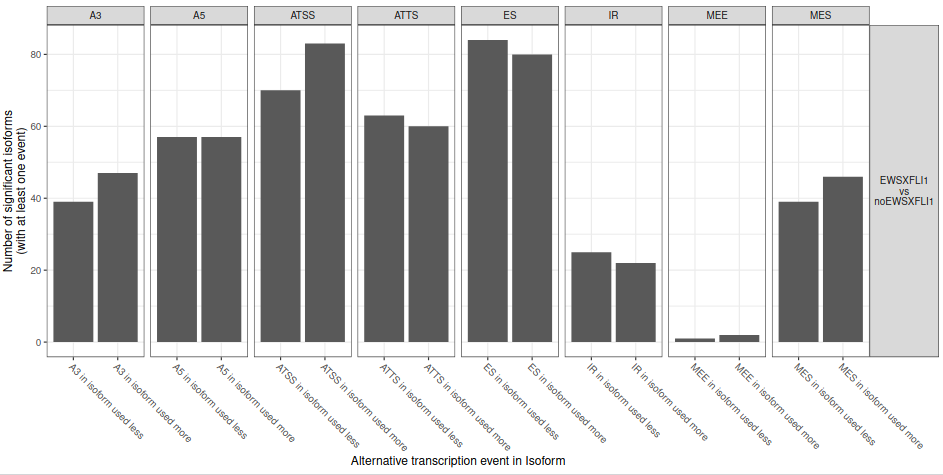 A3
A5
ATSS
ATTS
ES
IR
MEE
MES
Number of significant isoforms
(with at least one event)
80
60
40
20
0
EWSXFLI1
vs
noEWSXFLI1
A3 in isoform used less
A3 in isoform used more
A5 in isoform used less
A5 in isoform used more
ATSS in isoform used less
ATSS in isoform used more
ATTS in isoform used less
ATTS in isoform used more
ES in isoform used less
ES in isoform used more
IR in isoform used less
IR in isoform used more
MEE in isoform used less
MEE in isoform used more
MES in isoform used less
MES in isoform used more
Alternative transcription event in Isoform